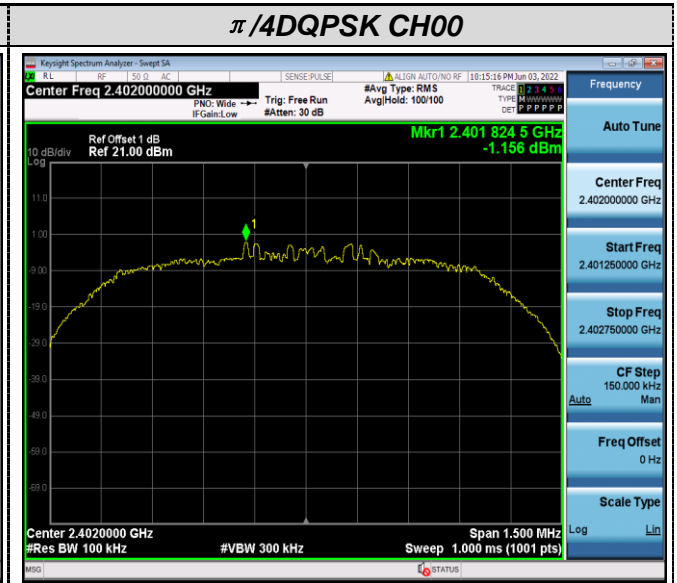 π/4DQPSK CH00
Keysight Spectrum Analyzer - Swept SA
RL RF 50 Ω AC SENSE:PULSE ALIGN AUTO/NO RF 10:15:16 PM Jun 03, 2022
Center Freq 2.402000000 GHz
PNO: Wide
IFGain:Low
Trig: Free Run
#Atten: 30 dB
#Avg Type: RMS
Avg|Hold: 100/100
TRACE 1 2 3 4 5 6
TYPE M W W W W W
DET P P P P P P
Ref Offset 1 dB
10 dB/div Ref 21.00 dBm
Log
Mkr1 2.401 824 5 GHz
-1.156 dBm
11.0
1.00
-9.00
-19.0
-29.0
-39.0
-49.0
-59.0
-69.0
1
Center 2.4020000 GHz Span 1.500 MHz
#Res BW 100 kHz #VBW 300 kHz Sweep 1.000 ms (1001 pts)
MSG STATUS
Frequency
Auto Tune
Center Freq
2.402000000 GHz
Start Freq
2.401250000 GHz
Stop Freq
2.402750000 GHz
CF Step
150.000 kHz
Auto Man
Freq Offset
0 Hz
Scale Type
Log Lin